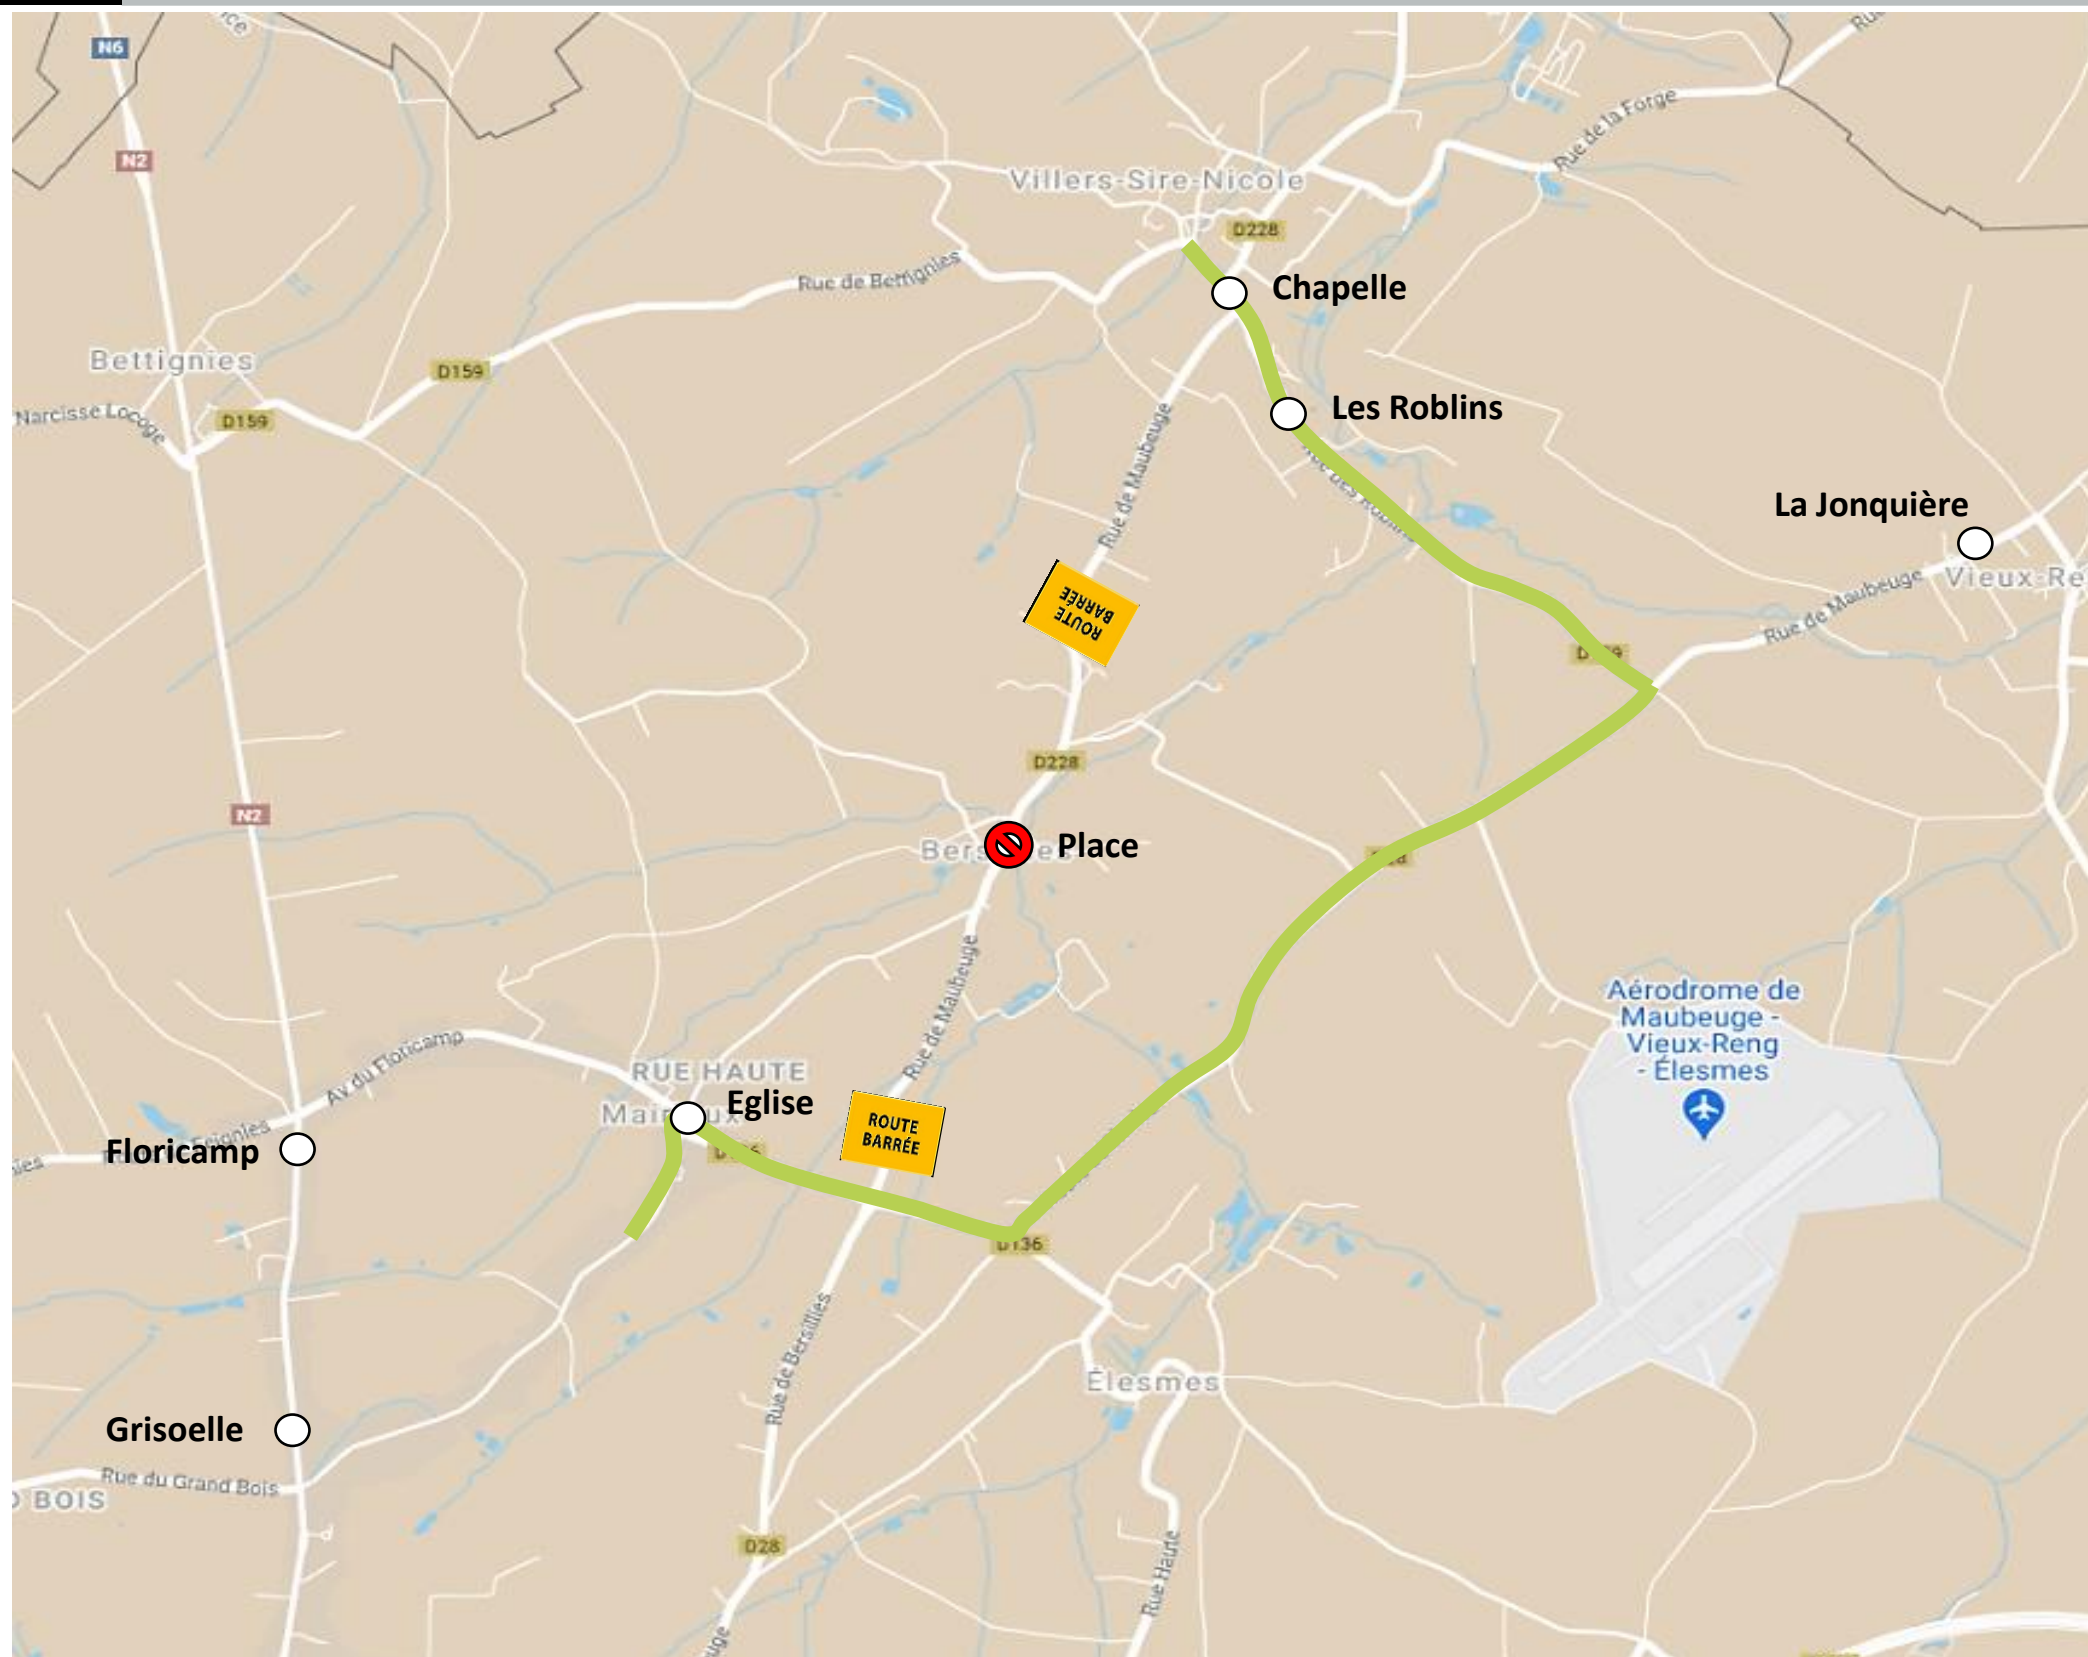 N6
N2
Villers-Sire-Nicole
Rue de la Forge
D228
Rue de Bettignies
Chapelle
Bettignies
D159
Narcisse Locoge
D159
Les Roblins
Rue de Maubeuge
La Jonquière
ROUTE
BARRÉE
Rue de Maubeuge
Vieux-Re
D228
N2
Place
Rue de Maubeuge
Aérodrome de
Maubeuge -
Vieux-Reng
- Élesmes
Av. du Floricamp
RUE HAUTE
Eglise
ROUTE
BARRÉE
Floricamp
Feignies
D136
Rue de Bersillies
Élesmes
Grisoelle
Rue du Grand Bois
BOIS
D28
Rue Haute